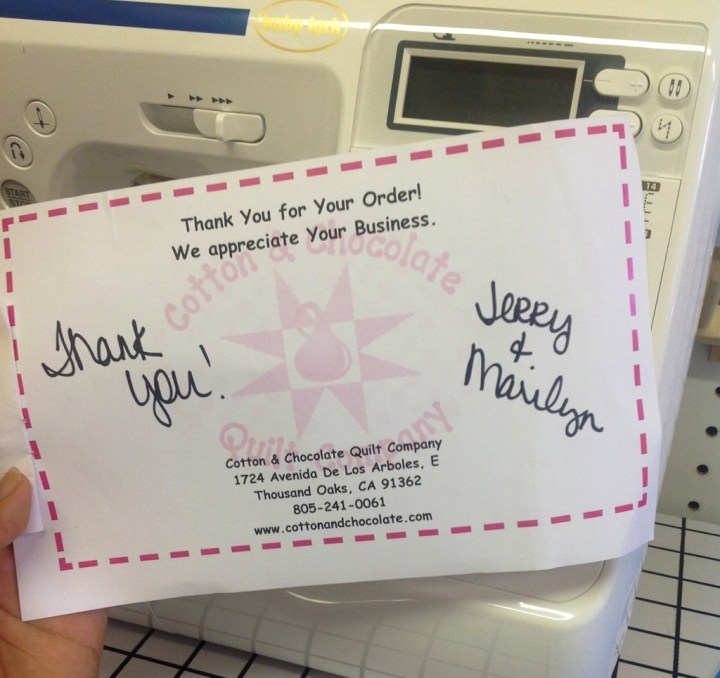 baby lock
START
STOP
14
Thank You for Your Order!
We appreciate Your Business.
Cotton & Chocolate
Quilt Company
Thank
you!
Jerry
&
Marilyn
Cotton & Chocolate Quilt Company
1724 Avenida De Los Arboles, E
Thousand Oaks, CA 91362
805-241-0061
www.cottonandchocolate.com